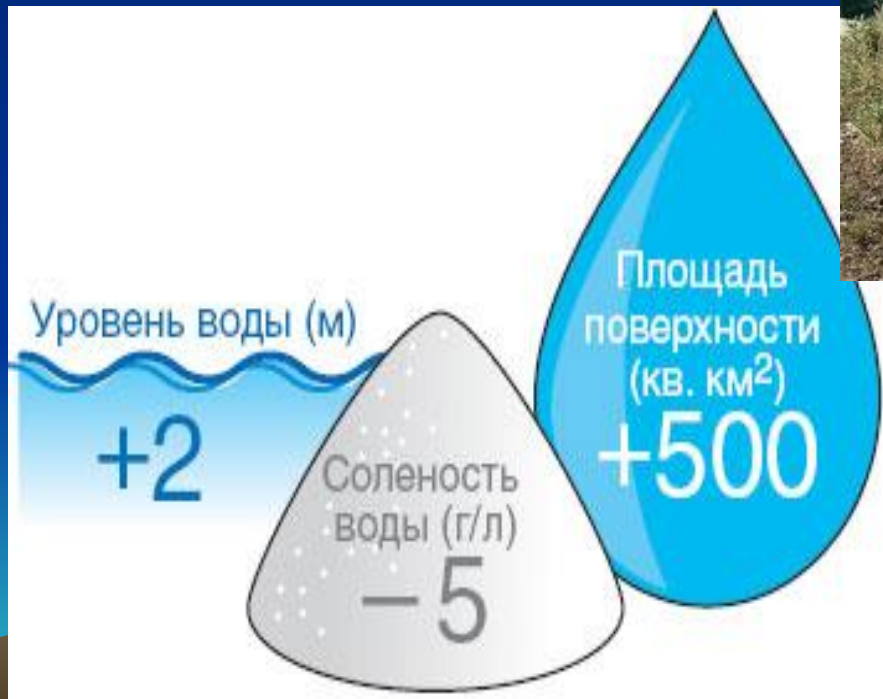 Уровень воды (м)
+2
Соленость
воды (г/л)
–5
Площадь
поверхности
(кв. км²)
+500